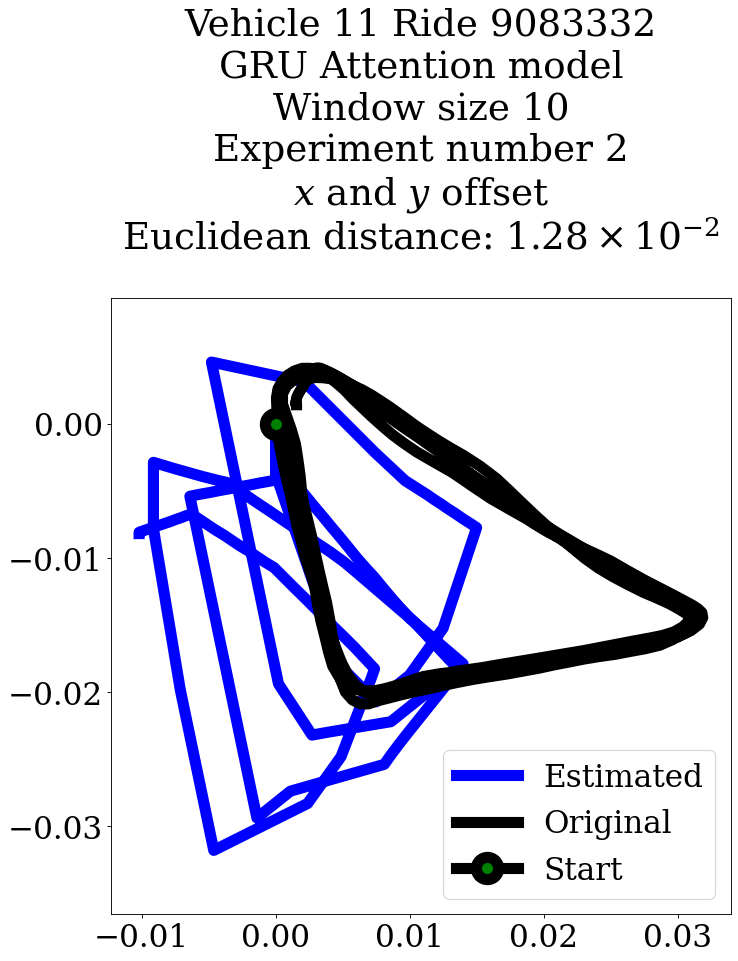 Vehicle 11 Ride 9083332
GRU Attention model
Window size 10
Experiment number 2
x and y offset
Euclidean distance: 1.28 × 10⁻²
0.00
−0.01
−0.02
−0.03
Estimated
Original
Start
−0.01 0.00 0.01 0.02 0.03